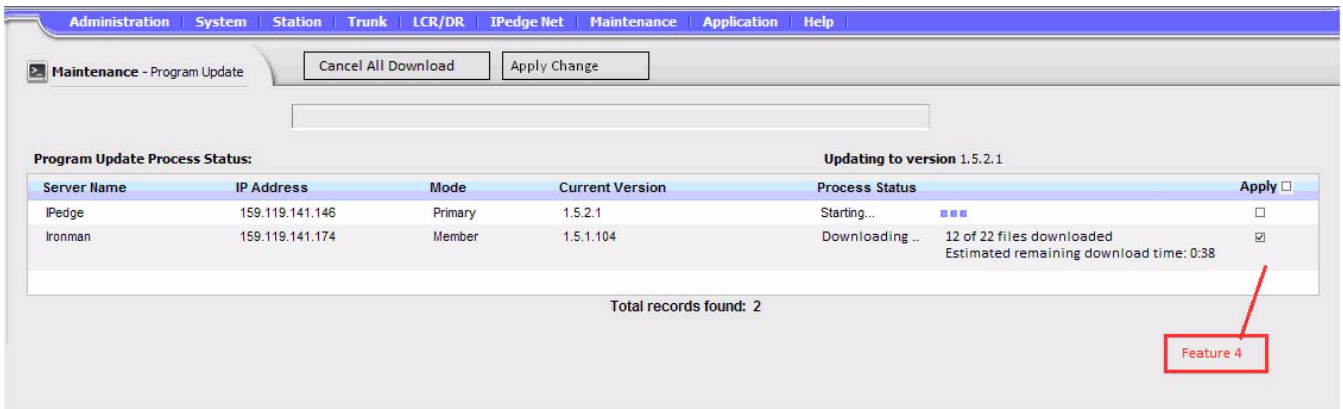 Administration System Station Trunk LCR/DR IPedge Net Maintenance Application Help
Maintenance - Program Update Cancel All Download Apply Change
Program Update Process Status: Updating to version 1.5.2.1
Server Name IP Address Mode Current Version Process Status Apply
IPedge 159.119.141.146 Primary 1.5.2.1 Starting...
Ironman 159.119.141.174 Member 1.5.1.104 Downloading .. 12 of 22 files downloaded
Estimated remaining download time: 0:38
Total records found: 2
Feature 4